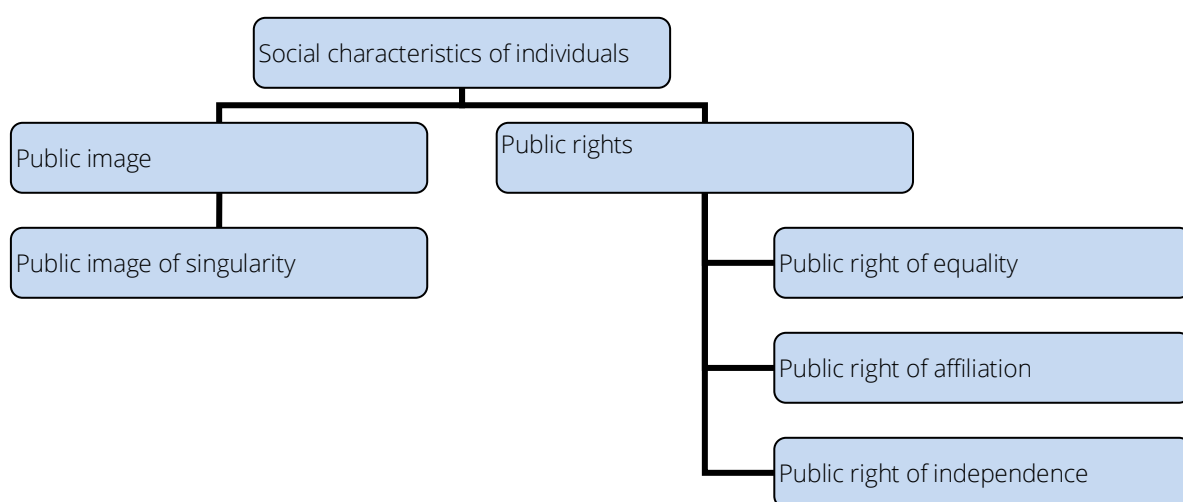 Social characteristics of individuals
Public image
Public rights
Public image of singularity
Public right of equality
Public right of affiliation
Public right of independence